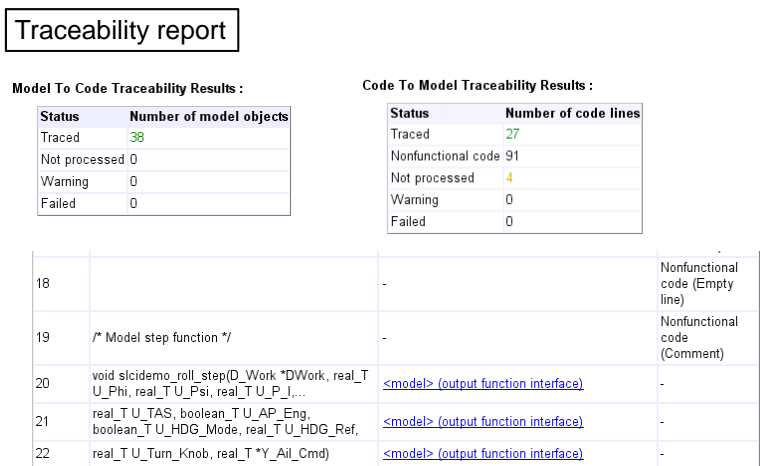 Traceability report
Model To Code Traceability Results :
Status Number of model objects
Traced 38
Not processed 0
Warning 0
Failed 0
Code To Model Traceability Results :
Status Number of code lines
Traced 27
Nonfunctional code 91
Not processed 4
Warning 0
Failed 0
18 - Nonfunctional
code (Empty
line)
19 /* Model step function */ - Nonfunctional
code
(Comment)
20 void slcidemo_roll_step(D_Work *DWork, real_T
U_Phi, real_T U_Psi, real_T U_P_I,... <model> (output function interface) -
21 real_T U_TAS, boolean_T U_AP_Eng,
boolean_T U_HDG_Mode, real_T U_HDG_Ref, <model> (output function interface) -
22 real_T U_Turn_Knob, real_T *Y_Ail_Cmd) <model> (output function interface) -